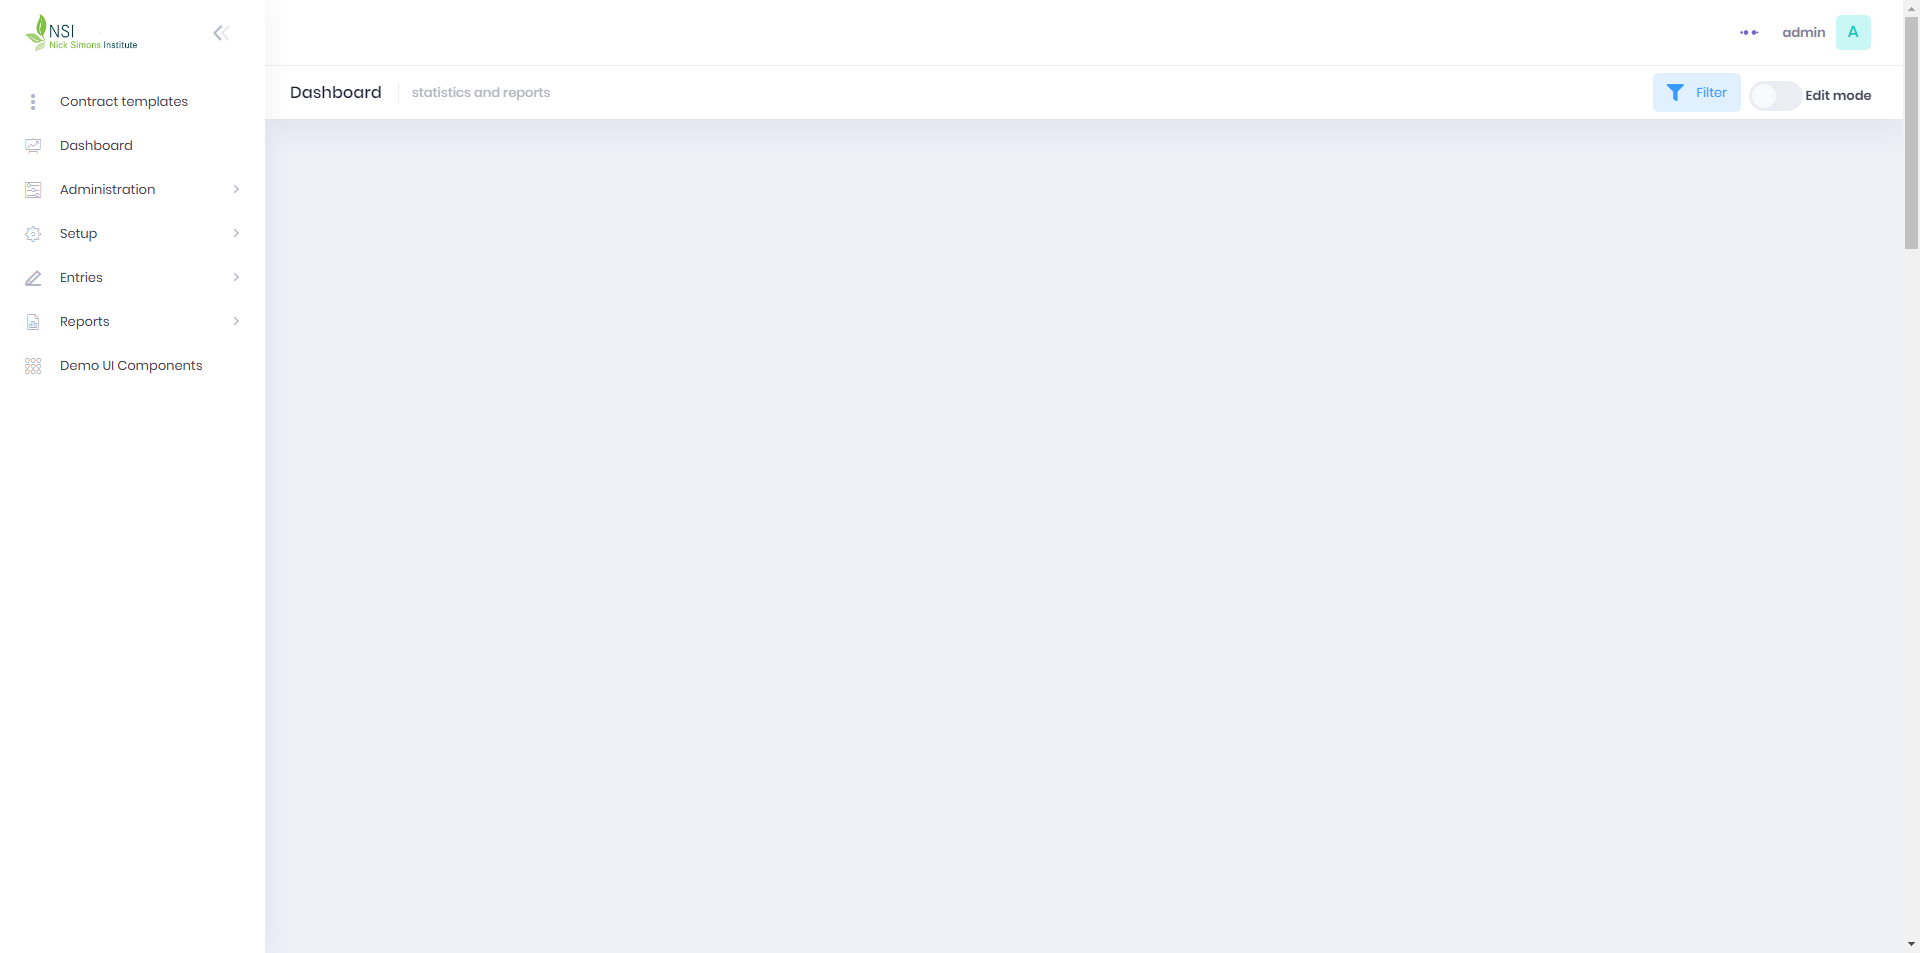 NSI
Nick Simons Institute
admin
A
Dashboard
statistics and reports
Filter
Edit mode
Contract templates
Dashboard
Administration
Setup
Entries
Reports
Demo UI Components